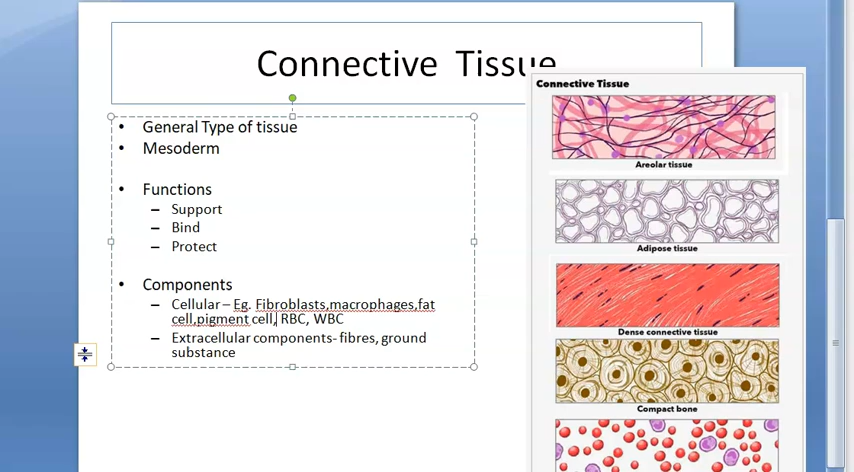 Connective Tissue
General Type of tissue
Mesoderm
Functions
– Support
– Bind
– Protect
Components
– Cellular – Eg. Fibroblasts,macrophages,fat
cell,pigment cell, RBC, WBC
– Extracellular components- fibres, ground
substance
Connective Tissue
Areolar tissue
Adipose tissue
Dense connective tissue
Compact bone